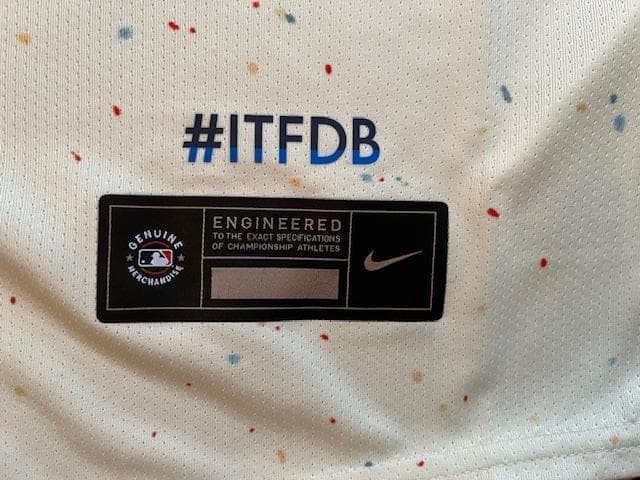 #ITFDB
GENUINE
MERCHANDISE
ENGINEERED
TO THE EXACT SPECIFICATIONS
OF CHAMPIONSHIP ATHLETES